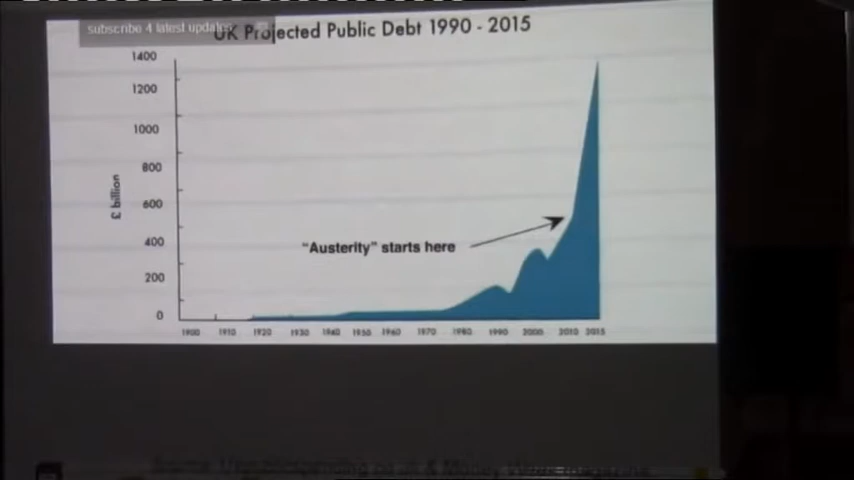 subscribe 4 latest updates
UK Projected Public Debt 1990 - 2015
1400
1200
1000
800
£ billion
600
400
"Austerity" starts here
200
0
1900 1910 1920 1930 1940 1950 1960 1970 1980 1990 2000 2010 2015